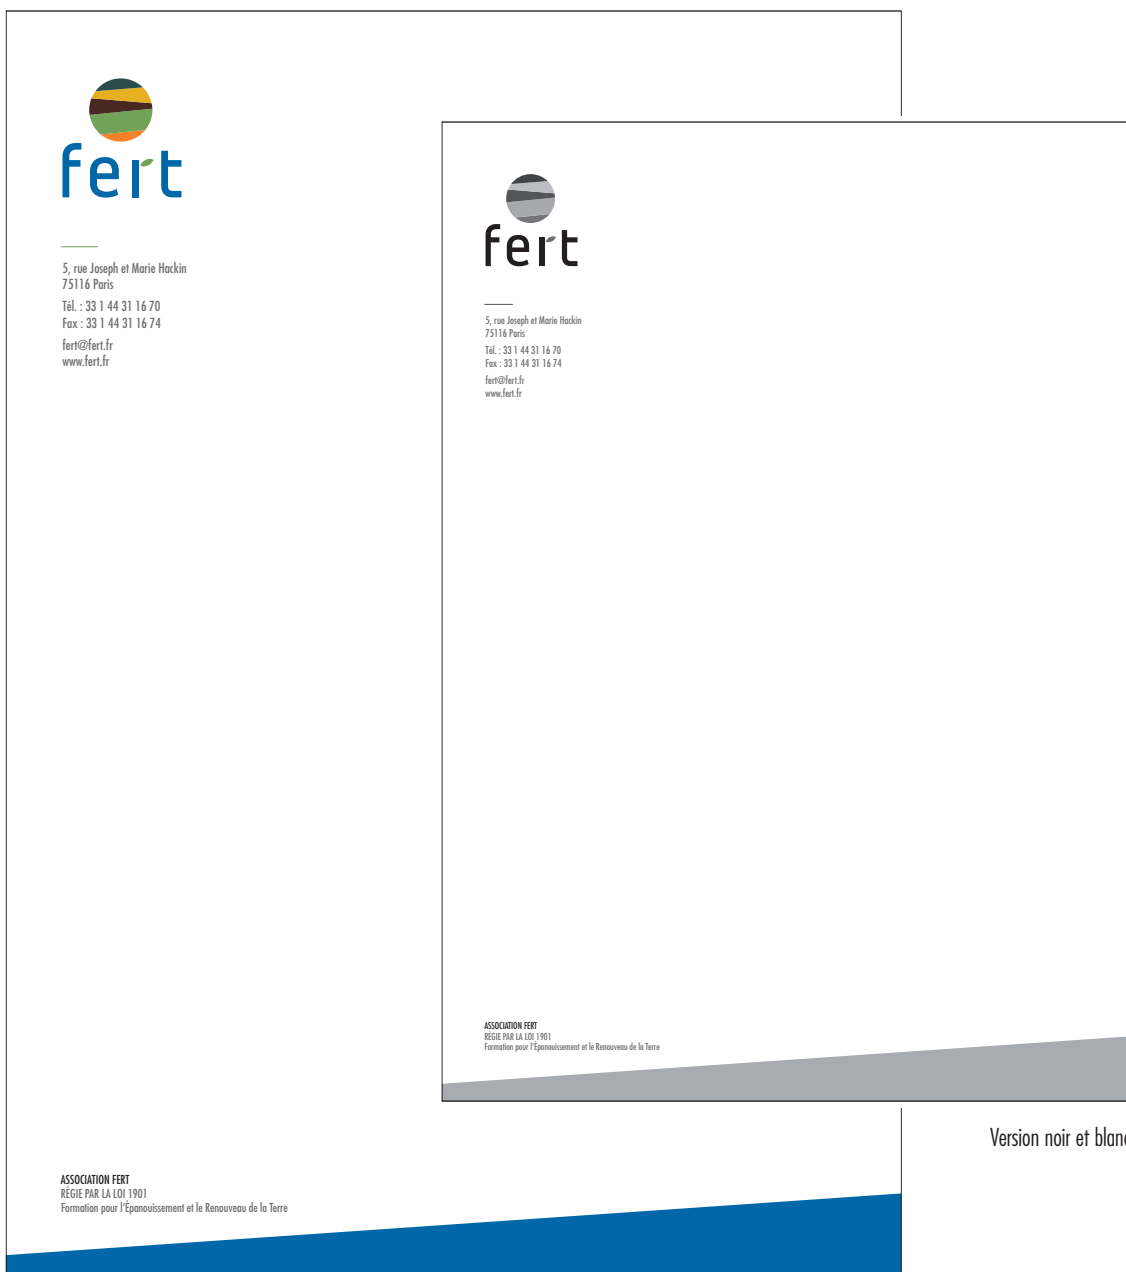 fert
5, rue Joseph et Marie Hackin
75116 Paris
Tél. : 33 1 44 31 16 70
Fax : 33 1 44 31 16 74
fert@fert.fr
www.fert.fr
ASSOCIATION FERT
RÉGIE PAR LA LOI 1901
Formation pour l'Épanouissement et le Renouveau de la Terre
fert
5, rue Joseph et Marie Hackin
75116 Paris
Tél. : 33 1 44 31 16 70
Fax : 33 1 44 31 16 74
fert@fert.fr
www.fert.fr
ASSOCIATION FERT
RÉGIE PAR LA LOI 1901
Formation pour l'Épanouissement et le Renouveau de la Terre
Version noir et blanc